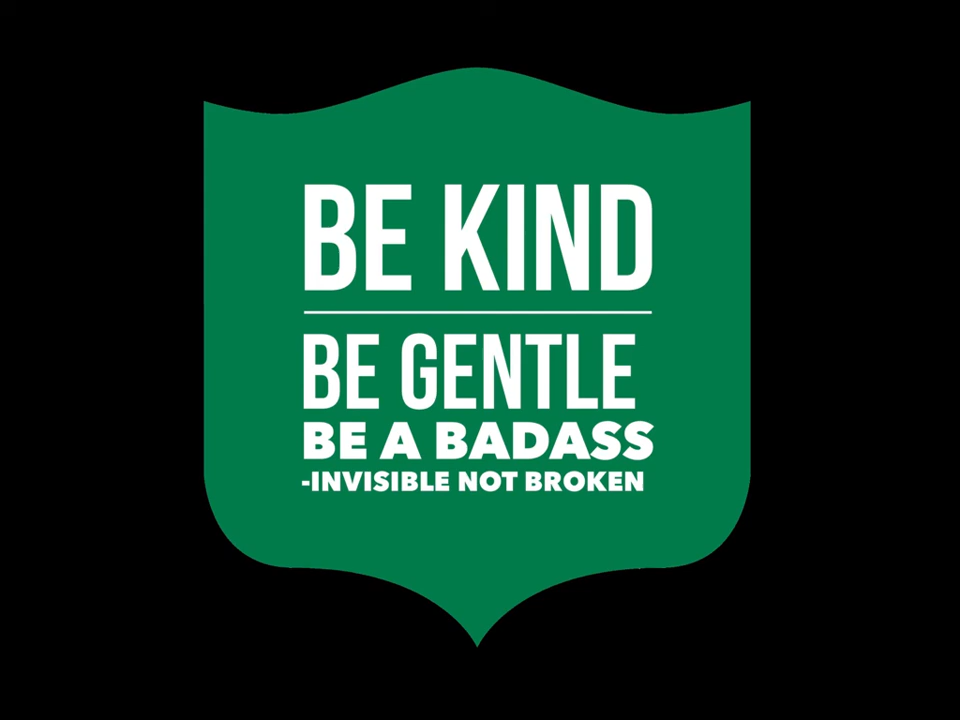 BE KIND
BE GENTLE
BE A BADASS
-INVISIBLE NOT BROKEN